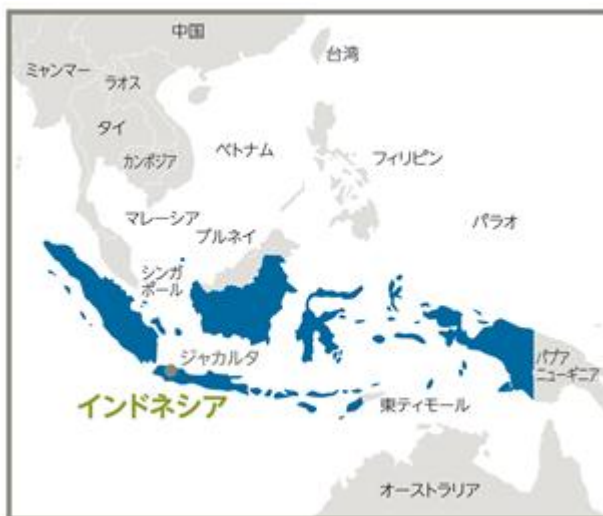 中国
台湾
ミャンマー
ラオス
タイ
カンボジア
ベトナム
フィリピン
マレーシア
ブルネイ
パラオ
シンガ
ポール
ジャカルタ
インドネシア
パプア
ニューギニア
東ティモール
オーストラリア